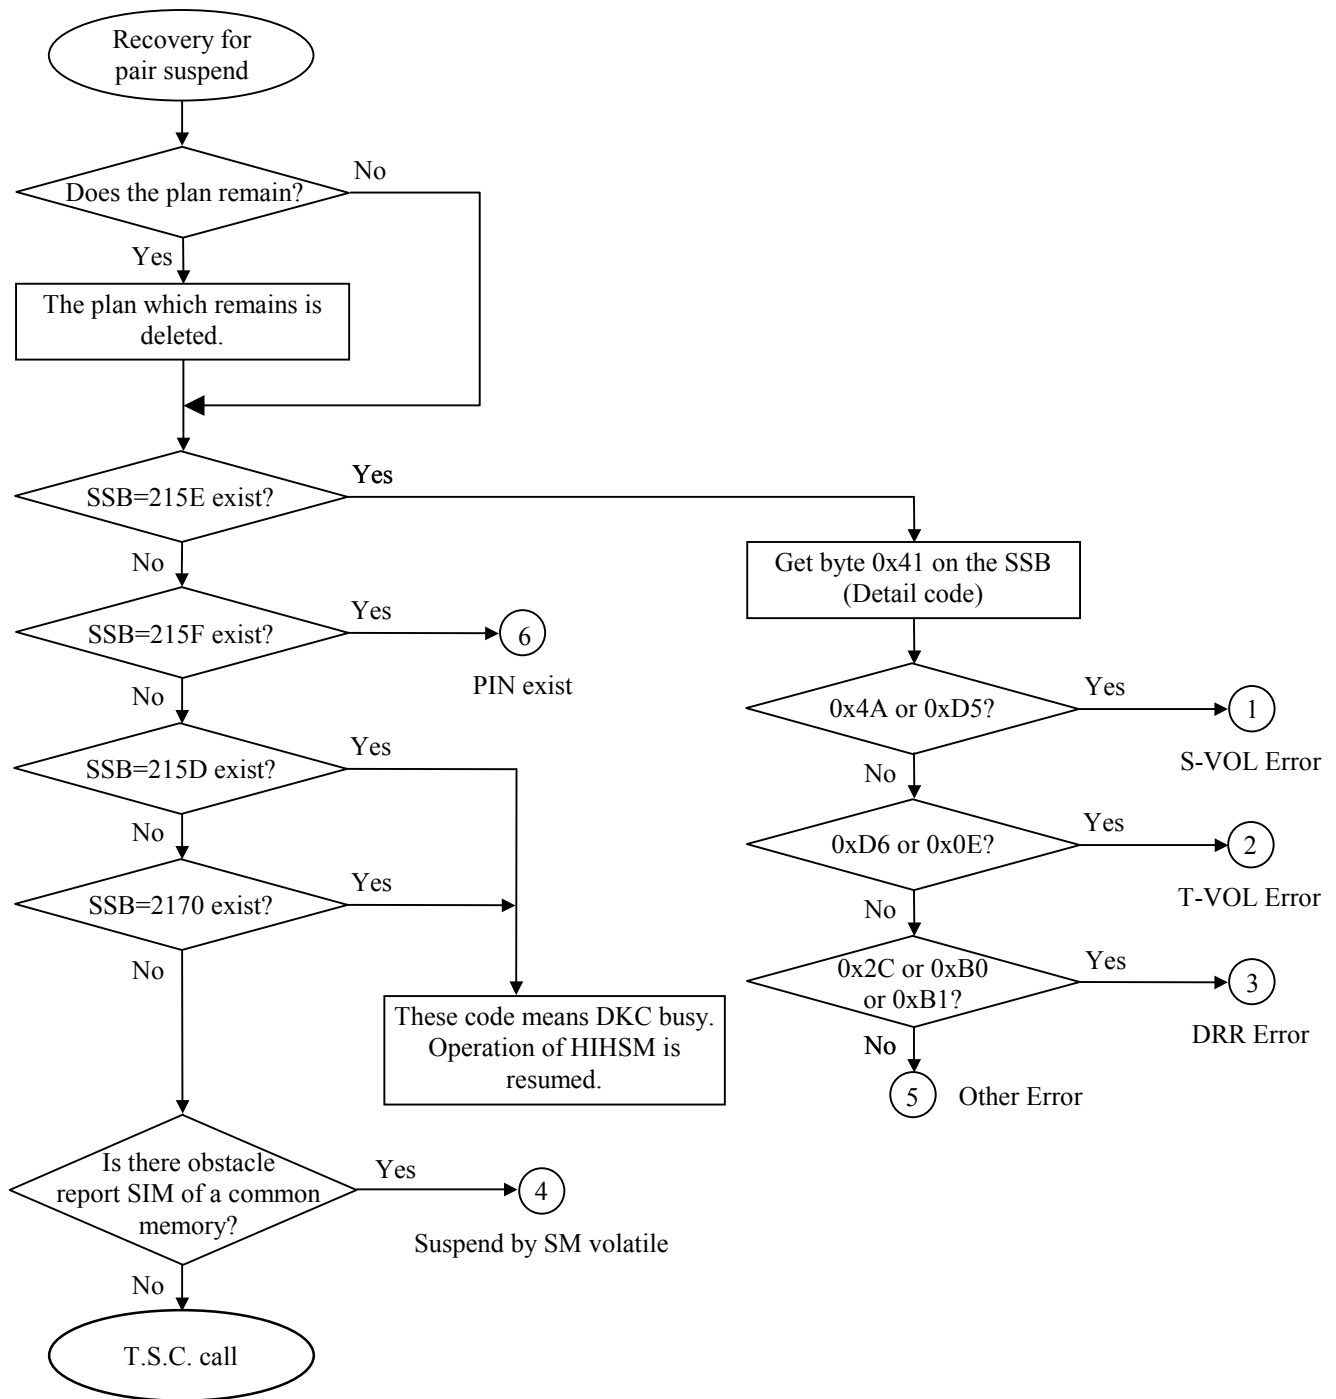 Recovery for
pair suspend
Does the plan remain?
No
Yes
The plan which remains is
deleted.
SSB=215E exist?
Yes
No
SSB=215F exist?
Yes
6
PIN exist
No
SSB=215D exist?
Yes
No
SSB=2170 exist?
Yes
No
These code means DKC busy.
Operation of HIHSM is
resumed.
Is there obstacle
report SIM of a common
memory?
Yes
4
Suspend by SM volatile
No
T.S.C. call
Get byte 0x41 on the SSB
(Detail code)
0x4A or 0xD5?
Yes
1
S-VOL Error
No
0xD6 or 0x0E?
Yes
2
T-VOL Error
No
0x2C or 0xB0
or 0xB1?
Yes
3
DRR Error
No
5
Other Error